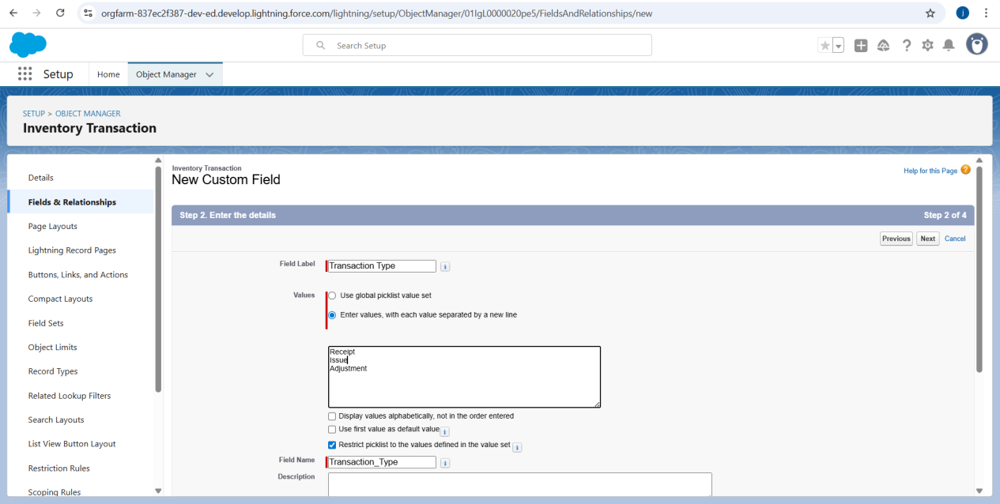 orgfarm-837ec2f387-dev-ed.develop.lightning.force.com/lightning/setup/ObjectManager/01IgL0000020pe5/FieldsAndRelationships/new
j
Search Setup
Setup
Home
Object Manager
SETUP > OBJECT MANAGER
Inventory Transaction
Details
Fields & Relationships
Page Layouts
Lightning Record Pages
Buttons, Links, and Actions
Compact Layouts
Field Sets
Object Limits
Record Types
Related Lookup Filters
Search Layouts
List View Button Layout
Restriction Rules
Scoping Rules
Inventory Transaction
New Custom Field
Help for this Page ?
Step 2. Enter the details Step 2 of 4
Previous Next Cancel
Field Label Transaction Type i
Values Use global picklist value set
Enter values, with each value separated by a new line
Receipt
Issue
Adjustment
Display values alphabetically, not in the order entered
Use first value as default value i
Restrict picklist to the values defined in the value set i
Field Name Transaction_Type i
Description